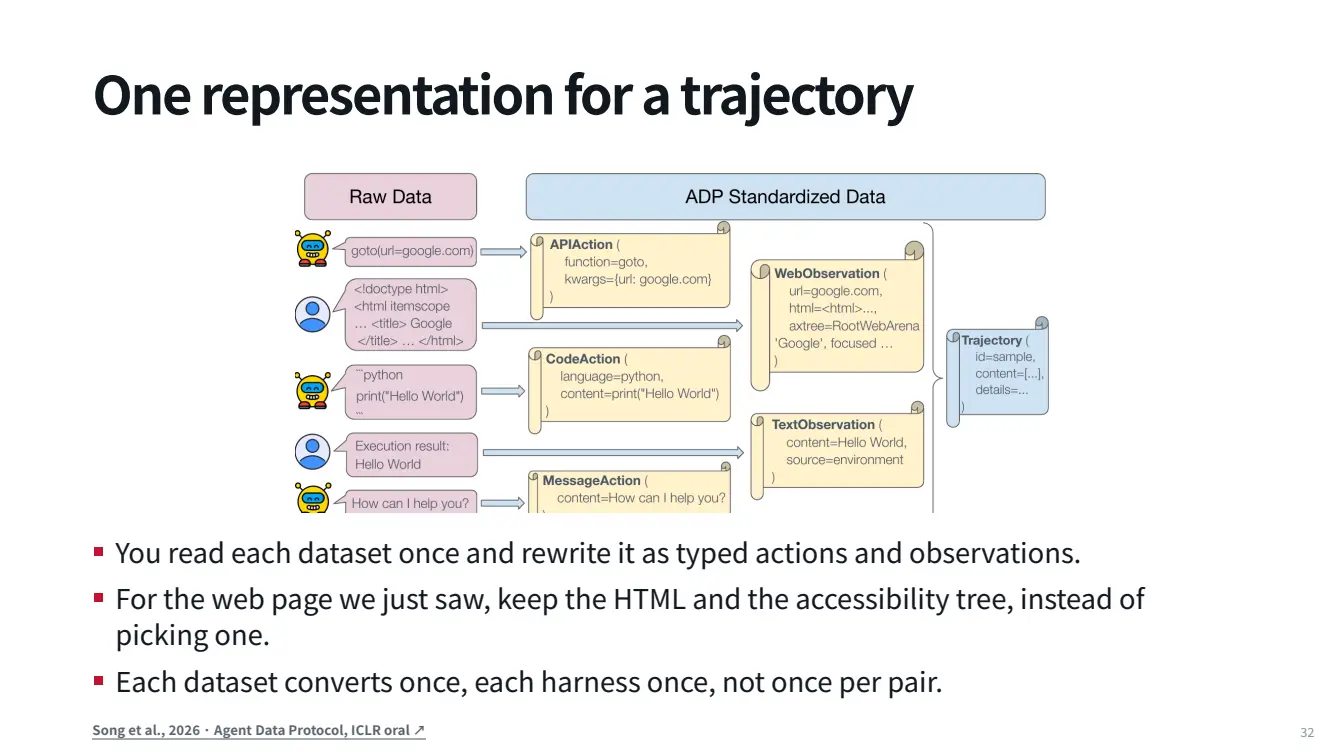 One representation for a trajectory
Raw Data
ADP Standardized Data
goto(url=google.com)
<!doctype html>
<html itemscope
… <title> Google
</title> … </html>
```python
print("Hello World")
```
Execution result:
Hello World
How can I help you?
APIAction (
function=goto,
kwargs={url: google.com}
)
CodeAction (
language=python,
content=print("Hello World")
)
MessageAction (
content=How can I help you?
WebObservation (
url=google.com,
html=<html>...,
axtree=RootWebArena
'Google', focused …
)
TextObservation (
content=Hello World,
source=environment
)
Trajectory (
id=sample,
content=[...],
details=...
)
You read each dataset once and rewrite it as typed actions and observations.
For the web page we just saw, keep the HTML and the accessibility tree, instead of
picking one.
Each dataset converts once, each harness once, not once per pair.
Song et al., 2026 · Agent Data Protocol, ICLR oral ↗
32